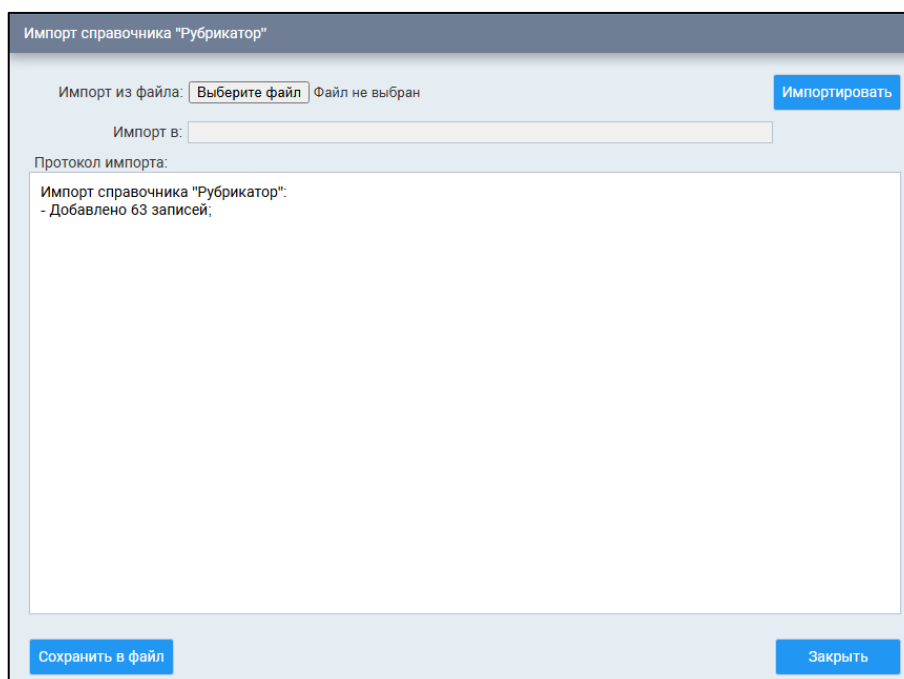 Импорт справочника "Рубрикатор"
Импорт из файла: Выберите файл Файл не выбран Импортировать
Импорт в:
Протокол импорта:
Импорт справочника "Рубрикатор":
- Добавлено 63 записей;
Сохранить в файл Закрыть